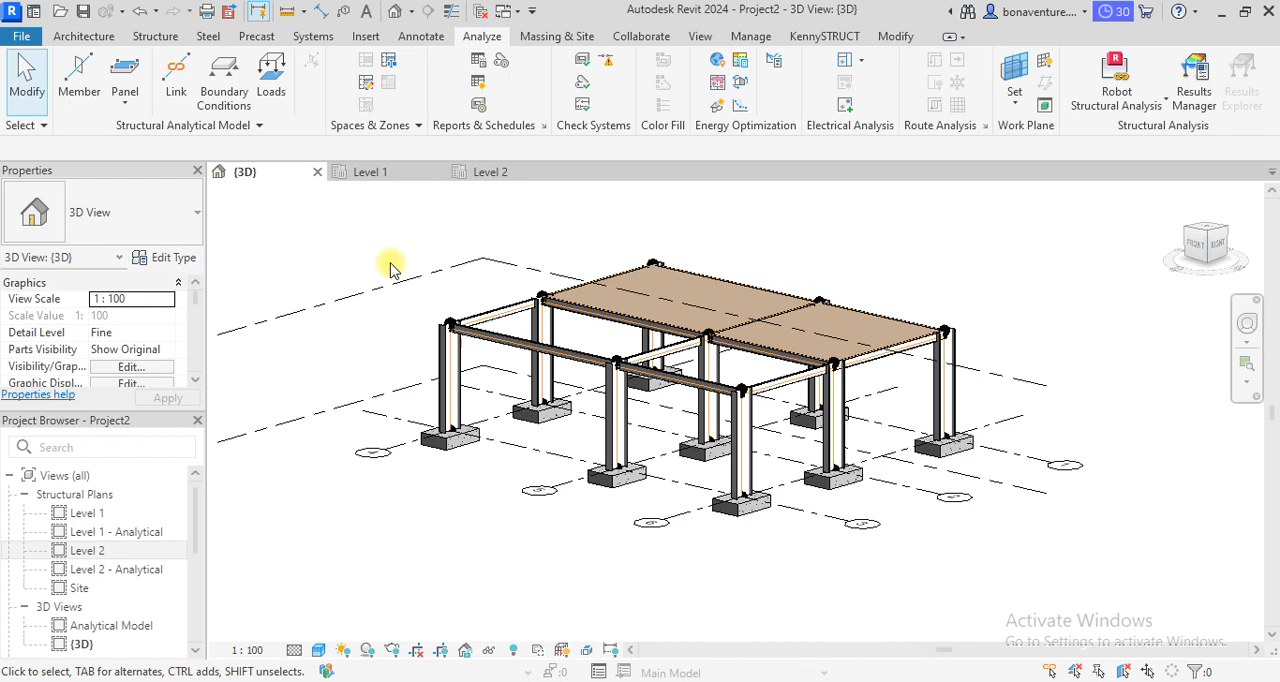 Autodesk Revit 2024 - Project2 - 3D View: {3D}
bonaventure....
30
File
Architecture
Structure
Steel
Precast
Systems
Insert
Annotate
Analyze
Massing & Site
Collaborate
View
Manage
KennySTRUCT
Modify
Modify
Member
Panel
Link
Boundary
Conditions
Loads
Set
Robot
Structural Analysis
Results
Manager
Results
Explorer
Select
Structural Analytical Model
Spaces & Zones
Reports & Schedules
Check Systems
Color Fill
Energy Optimization
Electrical Analysis
Route Analysis
Work Plane
Structural Analysis
Properties
{3D}
Level 1
Level 2
3D View
3D View: {3D}
Edit Type
Graphics
View Scale
1 : 100
Scale Value 1:
100
Detail Level
Fine
Parts Visibility
Show Original
Visibility/Grap...
Edit...
Graphic Displ...
Edit...
Properties help
Apply
Project Browser - Project2
Search
Views (all)
Structural Plans
Level 1
Level 1 - Analytical
Level 2
Level 2 - Analytical
Site
3D Views
Analytical Model
{3D}
FRONT
RIGHT
Activate Windows
Go to Settings to activate Windows.
1 : 100
Click to select, TAB for alternates, CTRL adds, SHIFT unselects.
:0
Main Model
:0